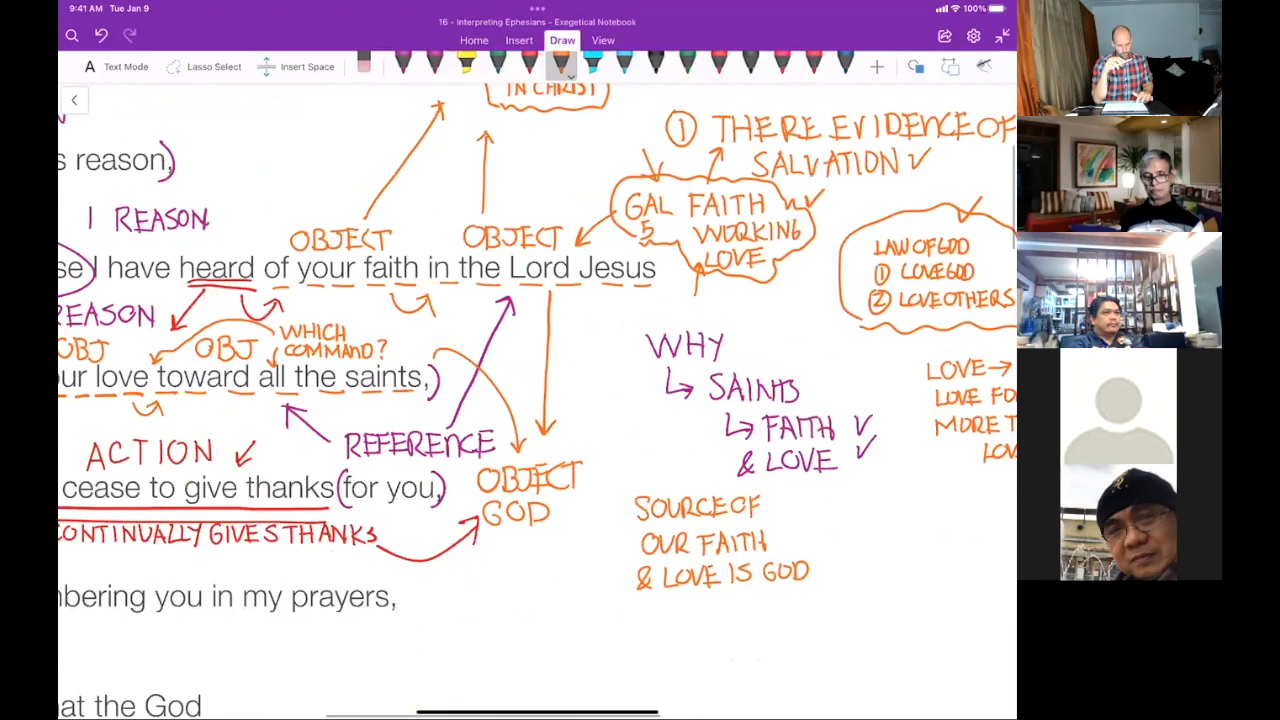 9:41 AM Tue Jan 9
100%
16 - Interpreting Ephesians - Exegetical Notebook
Home Insert Draw View
A Text Mode Lasso Select Insert Space
IN CHRIST
① THERE EVIDENCE OF
SALVATION ✓
s reason,)
1 REASON
GAL FAITH
5 WORKING
LOVE
OBJECT OBJECT
LAW OF GOD
① LOVE GOD
② LOVE OTHERS
se I have heard of your faith in the Lord Jesus
REASON
OBJ OBJ WHICH
COMMAND?
ur love toward all the saints,)
WHY
SAINTS
FAITH ✓
& LOVE ✓
LOVE →
LOVE FO
MORE T
LOV
ACTION
REFERENCE
cease to give thanks (for you,)
OBJECT
GOD
CONTINUALLY GIVES THANKS
SOURCE OF
OUR FAITH
& LOVE IS GOD
mbering you in my prayers,
at the God